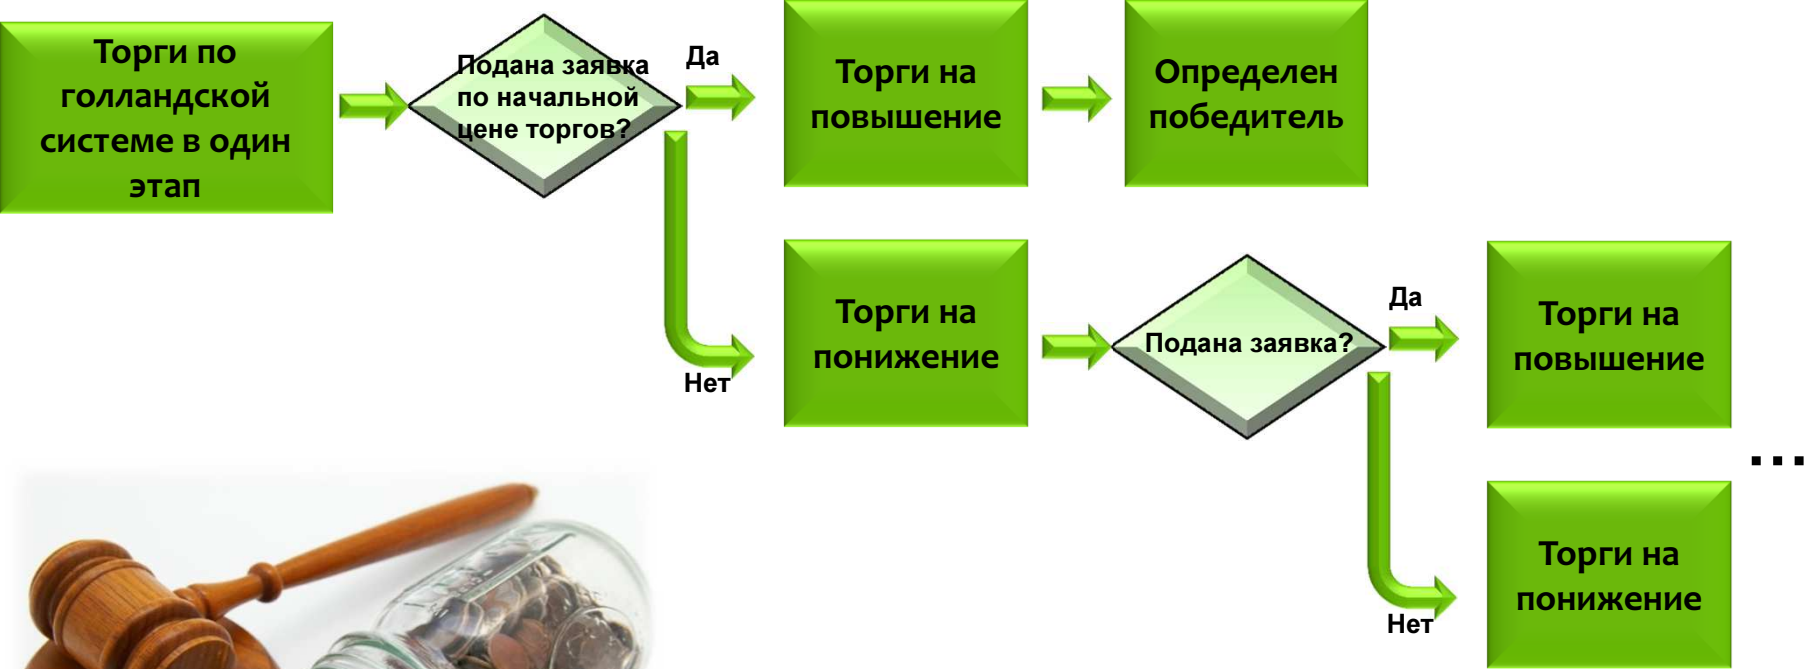 Торги по
голландской
системе в один
этап
Подана заявка
по начальной
цене торгов?
Да
Торги на
повышение
Определен
победитель
Нет
Торги на
понижение
Подана заявка?
Да
Торги на
повышение
...
Нет
Торги на
понижение